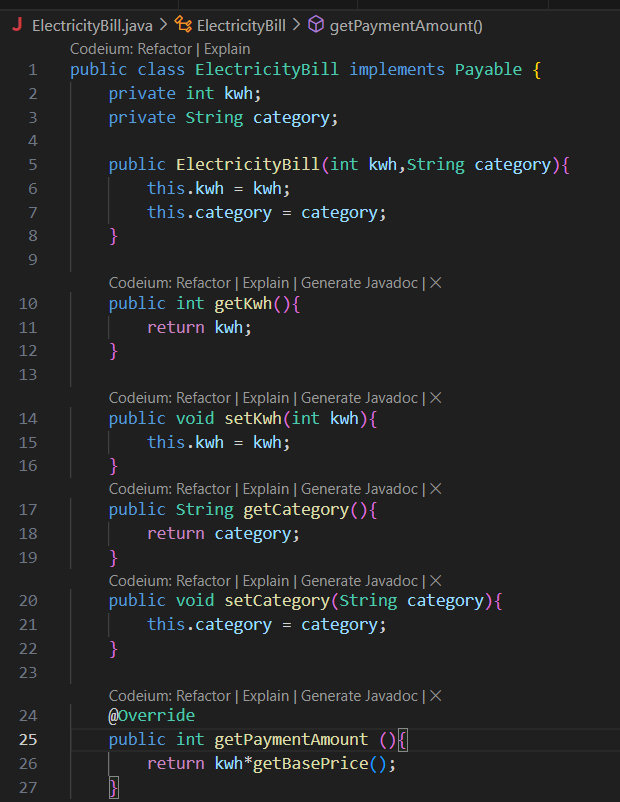 ElectricityBill.java > ElectricityBill > getPaymentAmount()
Codeium: Refactor | Explain
1 public class ElectricityBill implements Payable {
2 private int kwh;
3 private String category;
4
5 public ElectricityBill(int kwh,String category){
6 this.kwh = kwh;
7 this.category = category;
8 }
9
Codeium: Refactor | Explain | Generate Javadoc | ×
10 public int getKwh(){
11 return kwh;
12 }
13
Codeium: Refactor | Explain | Generate Javadoc | ×
14 public void setKwh(int kwh){
15 this.kwh = kwh;
16 }
Codeium: Refactor | Explain | Generate Javadoc | ×
17 public String getCategory(){
18 return category;
19 }
Codeium: Refactor | Explain | Generate Javadoc | ×
20 public void setCategory(String category){
21 this.category = category;
22 }
23
Codeium: Refactor | Explain | Generate Javadoc | ×
24 @Override
25 public int getPaymentAmount (){
26 return kwh*getBasePrice();
27 }